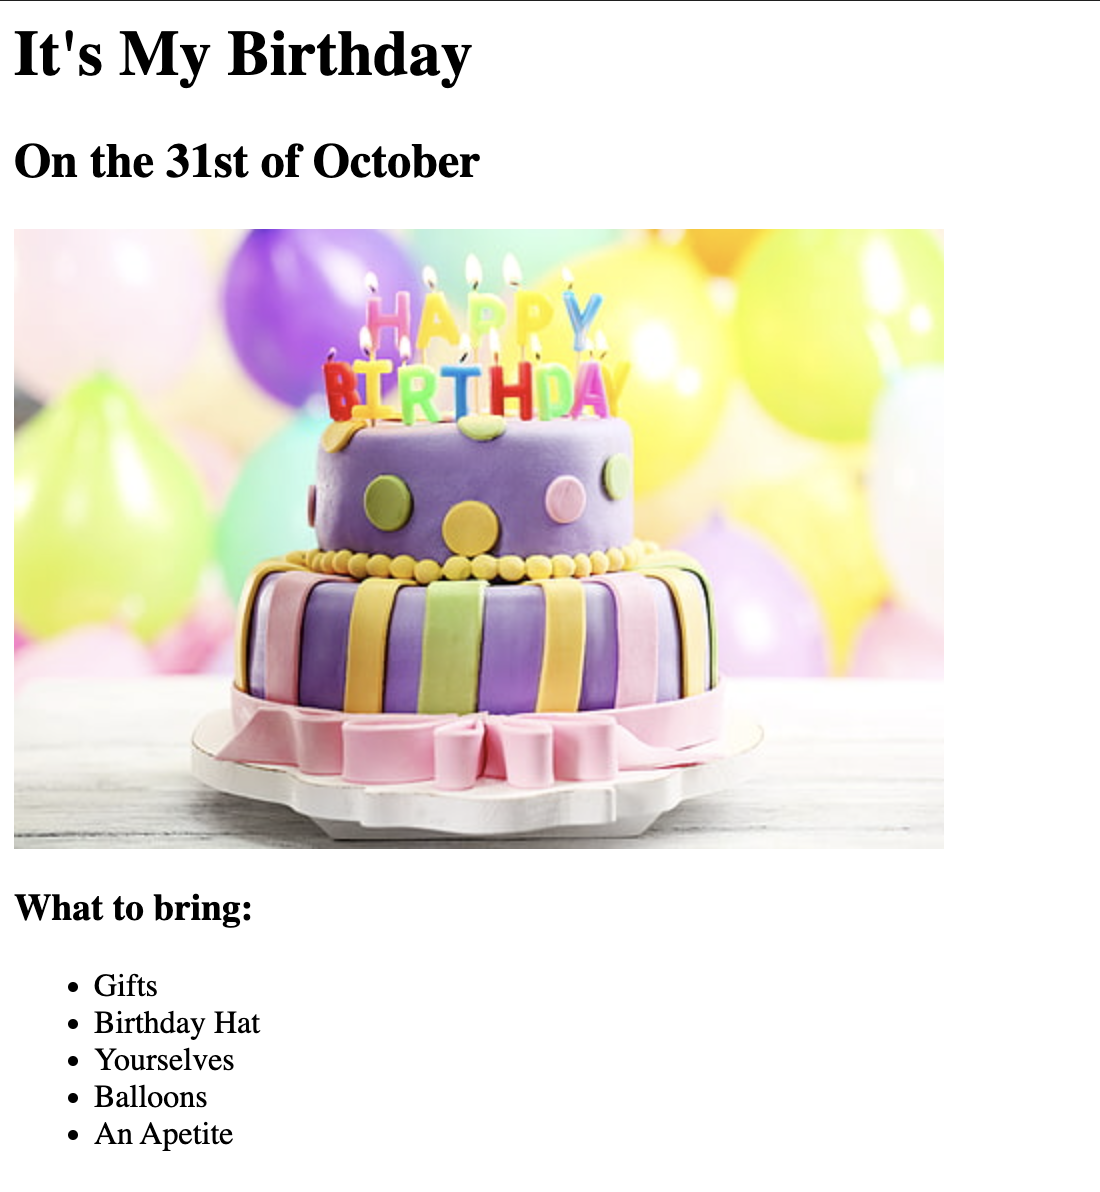 It's My Birthday
On the 31st of October
HAPPY
BIRTHDAY
What to bring:
Gifts
Birthday Hat
Yourselves
Balloons
An Apetite